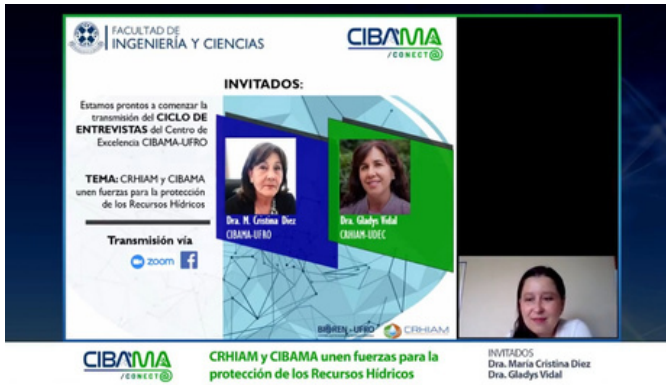 FACULTAD DE
INGENIERÍA Y CIENCIAS
CIBAMA
/CONECT@
INVITADOS:
Estamos prontos a comenzar la
transmisión del CICLO DE
ENTREVISTAS del Centro de
Excelencia CIBAMA-UFRO
TEMA: CRHIAM y CIBAMA
unen fuerzas para la protección
de los Recursos Hídricos
Transmisión vía
zoom
Dra. M. Cristina Diez
CIBAMA-UFRO
Dra. Gladys Vidal
CRHIAM-UDEC
BIOREN - UFRO
CRHIAM
CIBAMA
/CONECT@
CRHIAM y CIBAMA unen fuerzas para la
protección de los Recursos Hídricos
INVITADOS
Dra. María Cristina Diez
Dra. Gladys Vidal